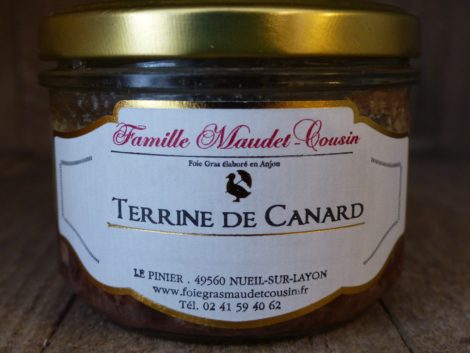 Famille Maudet-Cousin
Foie Gras élaboré en Anjou
TERRINE DE CANARD
LE PINIER . 49560 NUEIL-SUR-LAYON
www.foiegrasmaudetcousin.fr
Tél. 02 41 59 40 62